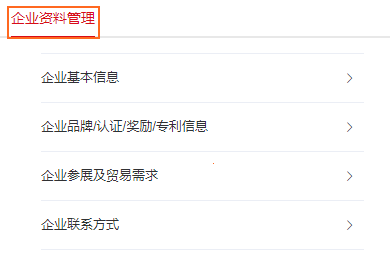 企业资料管理
企业基本信息
企业品牌/认证/奖励/专利信息
企业参展及贸易需求
企业联系方式